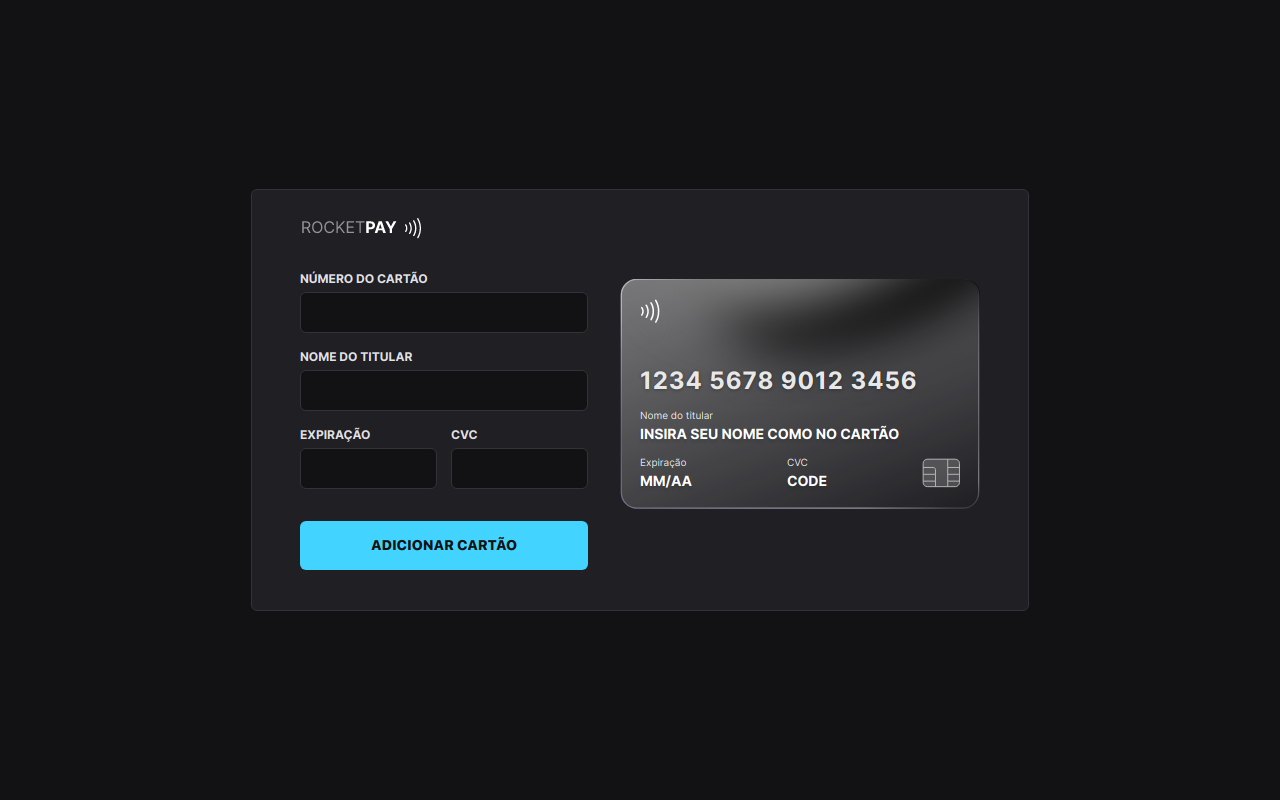 ROCKETPAY
NÚMERO DO CARTÃO
NOME DO TITULAR
EXPIRAÇÃO CVC
ADICIONAR CARTÃO
1234 5678 9012 3456
Nome do titular
INSIRA SEU NOME COMO NO CARTÃO
Expiração CVC
MM/AA CODE